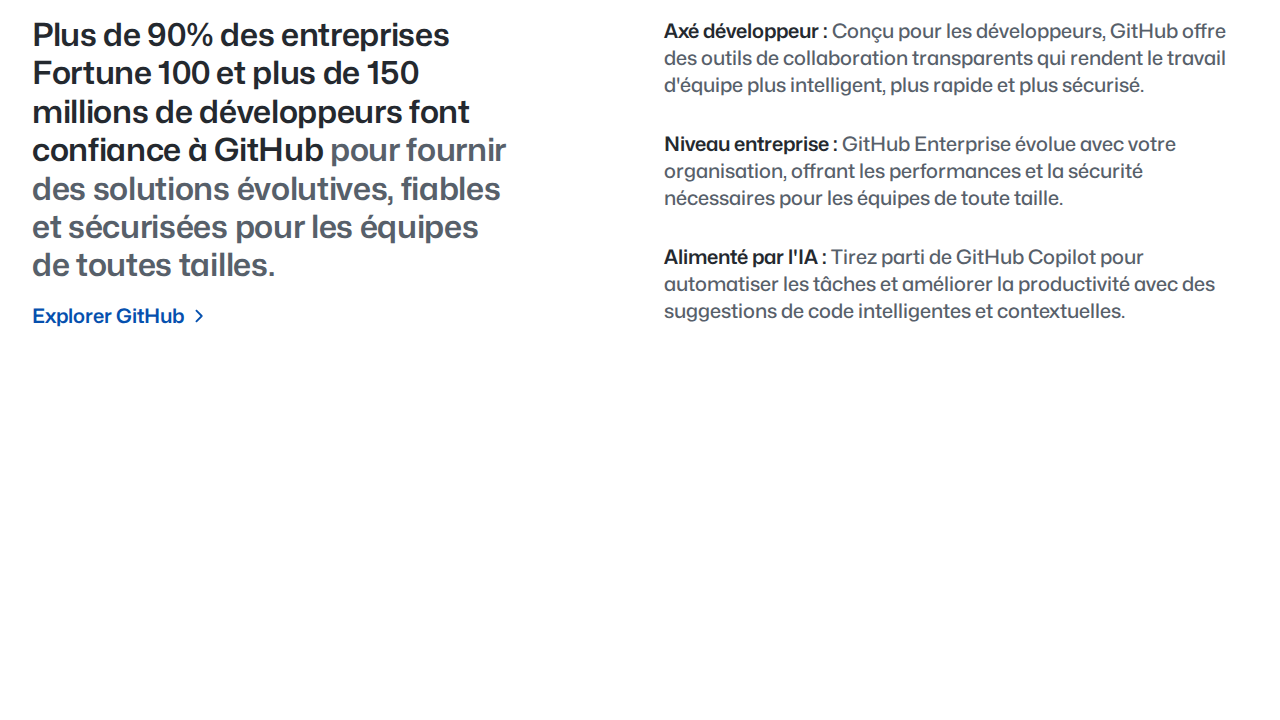 Plus de 90% des entreprises
Fortune 100 et plus de 150
millions de développeurs font
confiance à GitHub pour fournir
des solutions évolutives, fiables
et sécurisées pour les équipes
de toutes tailles.
Explorer GitHub
Axé développeur : Conçu pour les développeurs, GitHub offre
des outils de collaboration transparents qui rendent le travail
d'équipe plus intelligent, plus rapide et plus sécurisé.
Niveau entreprise : GitHub Enterprise évolue avec votre
organisation, offrant les performances et la sécurité
nécessaires pour les équipes de toute taille.
Alimenté par l'IA : Tirez parti de GitHub Copilot pour
automatiser les tâches et améliorer la productivité avec des
suggestions de code intelligentes et contextuelles.